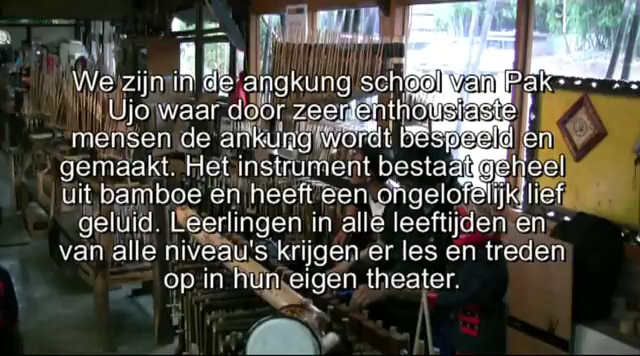 We zijn in de angkung school van Pak
Ujo waar door zeer enthousiaste
mensen de ankung wordt bespeeld en
gemaakt. Het instrument bestaat geheel
uit bamboe en heeft een ongelofelijk lief
geluid. Leerlingen in alle leeftijden en
van alle niveau's krijgen er les en treden
op in hun eigen theater.